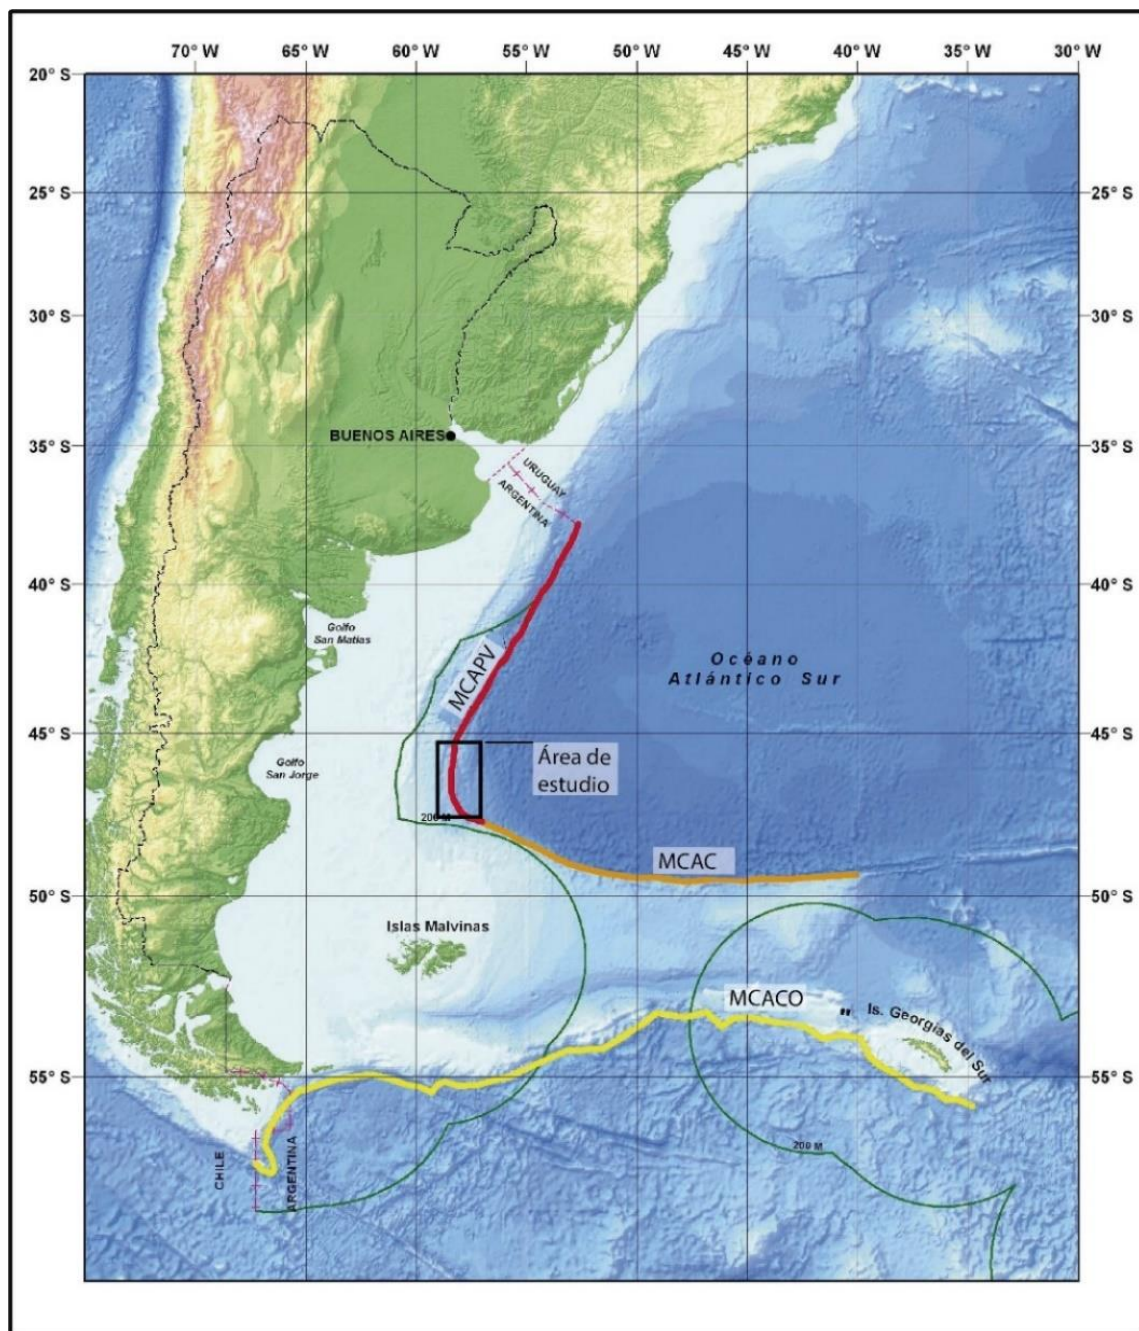 70° W 65° W 60° W 55° W 50° W 45° W 40° W 35° W 30° W
20° S
25° S 25° S
30° S 30° S
BUENOS AIRES
35° S 35° S
URUGUAY
ARGENTINA
40° S 40° S
Golfo
San Matías
MCAPV
Océano
Atlántico Sur
45° S 45° S
Golfo
San Jorge
Área de
estudio
200 M
MCAC
50° S 50° S
Islas Malvinas
MCACO
Is. Georgias del Sur
55° S 55° S
200 M
CHILE
ARGENTINA